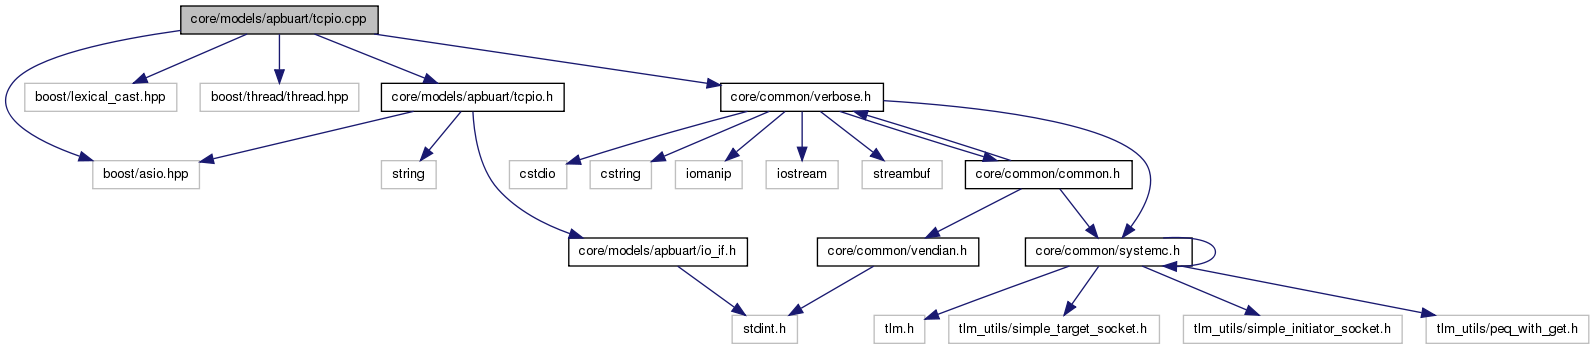 core/models/apbuart/tcpio.cpp
boost/lexical_cast.hpp
boost/thread/thread.hpp
core/models/apbuart/tcpio.h
core/common/verbose.h
boost/asio.hpp
string
cstdio
cstring
iomanip
iostream
streambuf
core/common/common.h
core/models/apbuart/io_if.h
core/common/vendian.h
core/common/systemc.h
stdint.h
tlm.h
tlm_utils/simple_target_socket.h
tlm_utils/simple_initiator_socket.h
tlm_utils/peq_with_get.h